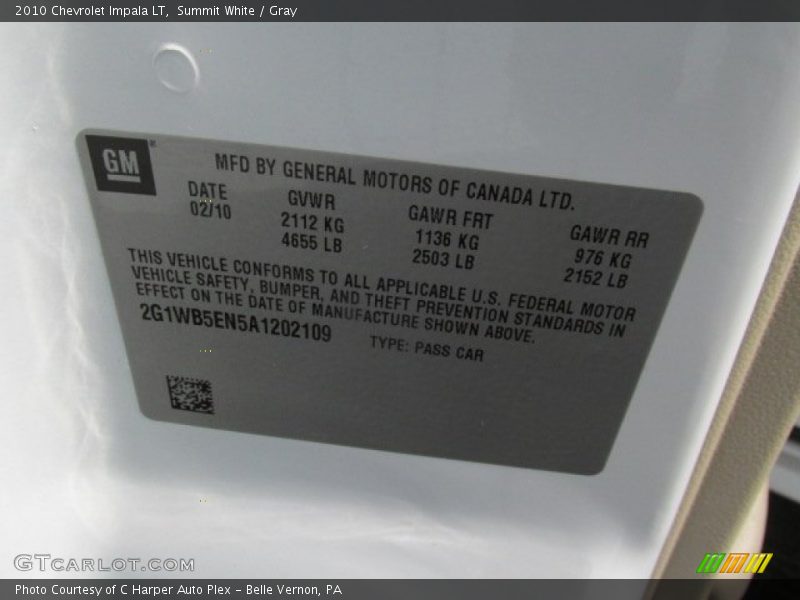 2010 Chevrolet Impala LT, Summit White / Gray
GM
MFD BY GENERAL MOTORS OF CANADA LTD.
DATE GVWR GAWR FRT GAWR RR
02/10 2112 KG 1136 KG 976 KG
4655 LB 2503 LB 2152 LB
THIS VEHICLE CONFORMS TO ALL APPLICABLE U.S. FEDERAL MOTOR
VEHICLE SAFETY, BUMPER, AND THEFT PREVENTION STANDARDS IN
EFFECT ON THE DATE OF MANUFACTURE SHOWN ABOVE.
2G1WB5EN5A1202109 TYPE: PASS CAR
GTCARLOT.COM
Photo Courtesy of C Harper Auto Plex - Belle Vernon, PA